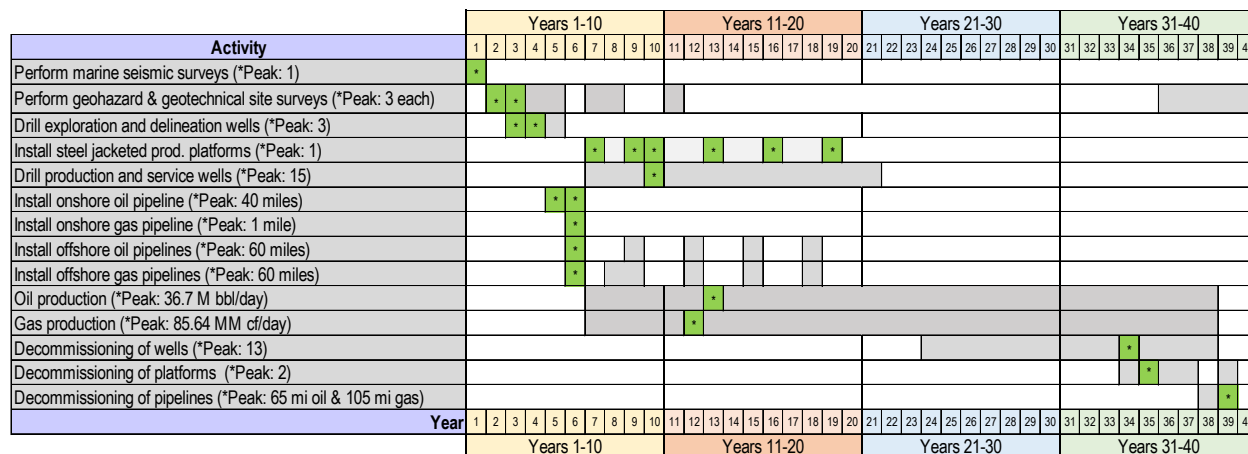 Years 1-10 Years 11-20 Years 21-30 Years 31-40
Activity 1 2 3 4 5 6 7 8 9 10 11 12 13 14 15 16 17 18 19 20 21 22 23 24 25 26 27 28 29 30 31 32 33 34 35 36 37 38 39 4
Perform marine seismic surveys (*Peak: 1) *
Perform geohazard & geotechnical site surveys (*Peak: 3 each) * *
Drill exploration and delineation wells (*Peak: 3) * *
Install steel jacketed prod. platforms (*Peak: 1) * * * * * *
Drill production and service wells (*Peak: 15) *
Install onshore oil pipeline (*Peak: 40 miles) * *
Install onshore gas pipeline (*Peak: 1 mile) *
Install offshore oil pipelines (*Peak: 60 miles) *
Install offshore gas pipelines (*Peak: 60 miles) *
Oil production (*Peak: 36.7 M bbl/day) *
Gas production (*Peak: 85.64 MM cf/day) *
Decommissioning of wells (*Peak: 13) *
Decommissioning of platforms (*Peak: 2) *
Decommissioning of pipelines (*Peak: 65 mi oil & 105 mi gas) *
Year 1 2 3 4 5 6 7 8 9 10 11 12 13 14 15 16 17 18 19 20 21 22 23 24 25 26 27 28 29 30 31 32 33 34 35 36 37 38 39 4
Years 1-10 Years 11-20 Years 21-30 Years 31-40